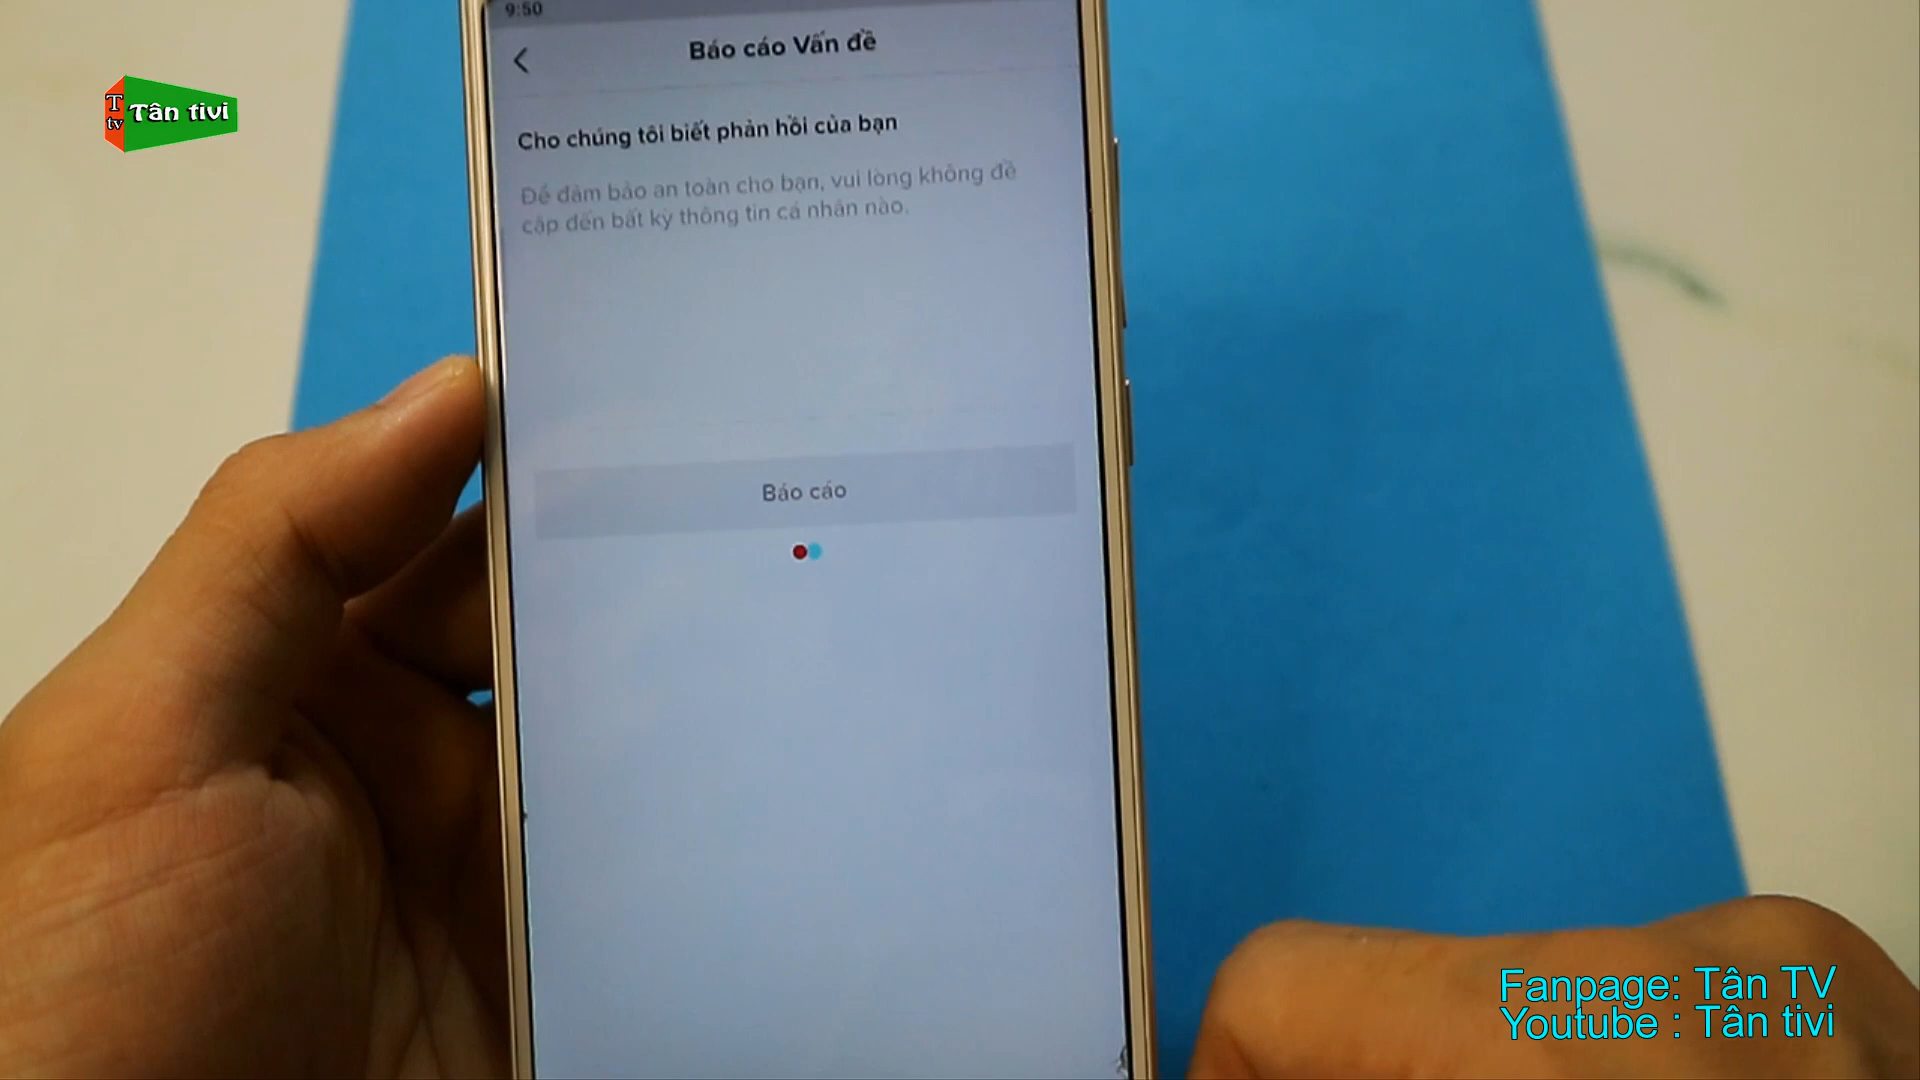 9:50
Báo cáo Vấn đề
T
tv
Tân tivi
Cho chúng tôi biết phản hồi của bạn
Để đảm bảo an toàn cho bạn, vui lòng không đề
cập đến bất kỳ thông tin cá nhân nào.
Báo cáo
Fanpage: Tân TV
Youtube : Tân tivi